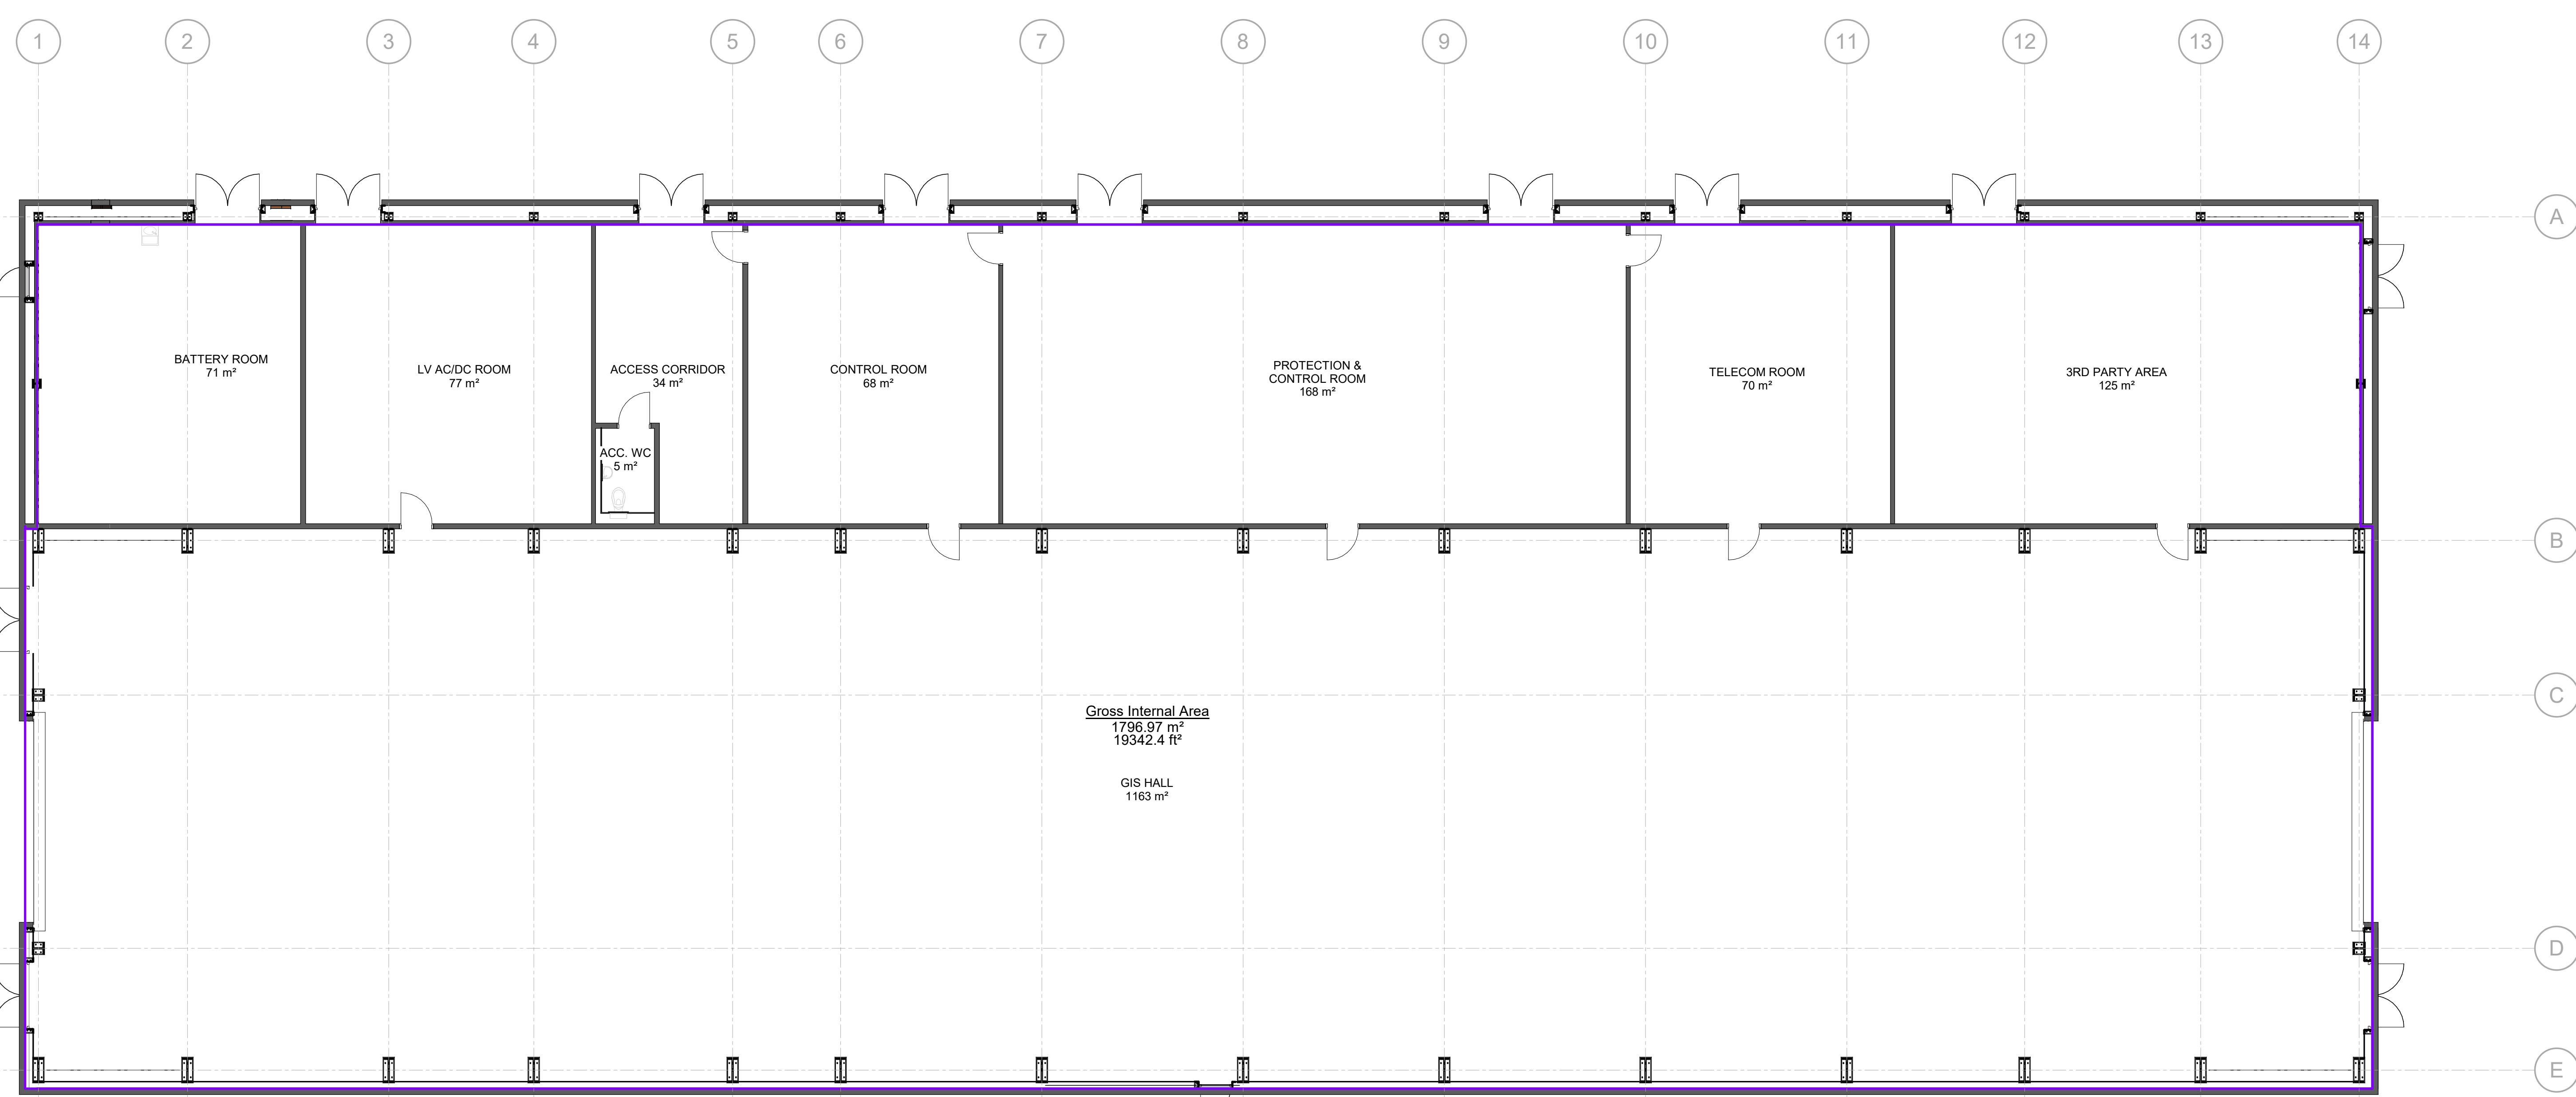 1
2
3
4
5
6
7
8
9
10
11
12
13
14
A
BATTERY ROOM
71 m²
LV AC/DC ROOM
77 m²
ACCESS CORRIDOR
34 m²
CONTROL ROOM
68 m²
PROTECTION &
CONTROL ROOM
168 m²
TELECOM ROOM
70 m²
3RD PARTY AREA
125 m²
ACC. WC
5 m²
B
C
Gross Internal Area
1796.97 m²
19342.4 ft²
GIS HALL
1163 m²
D
E